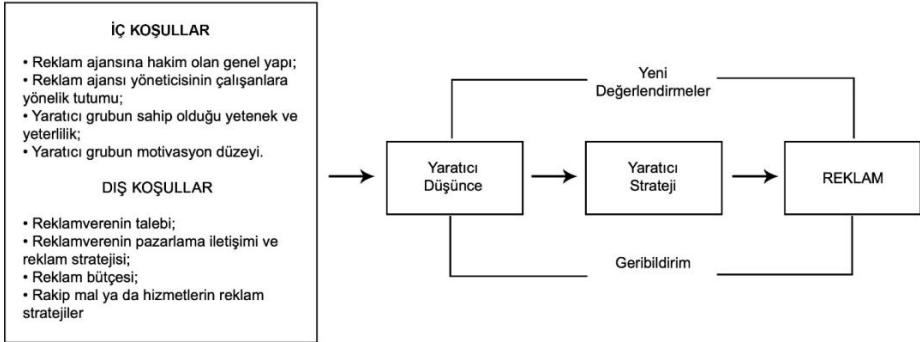 İÇ KOŞULLAR
• Reklam ajansına hakim olan genel yapı;
• Reklam ajansı yöneticisinin çalışanlara
yönelik tutumu;
• Yaratıcı grubun sahip olduğu yetenek ve
yeterlilik;
• Yaratıcı grubun motivasyon düzeyi.
DIŞ KOŞULLAR
• Reklamverenin talebi;
• Reklamverenin pazarlama iletişimi ve
reklam stratejisi;
• Reklam bütçesi;
• Rakip mal ya da hizmetlerin reklam
stratejiler
Yeni
Değerlendirmeler
Yaratıcı
Düşünce
Yaratıcı
Strateji
REKLAM
Geribildirim